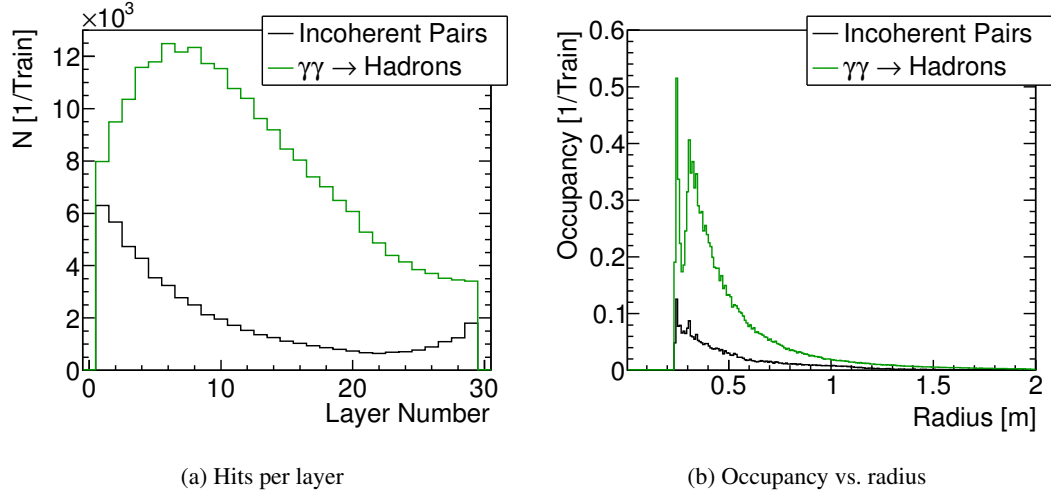 ×10³
Incoherent Pairs
γγ → Hadrons
N [1/Train]
12
10
8
6
4
2
0
0
10
20
30
Layer Number
(a) Hits per layer
Incoherent Pairs
γγ → Hadrons
Occupancy [1/Train]
0.6
0.5
0.4
0.3
0.2
0.1
0
0.5
1
1.5
2
Radius [m]
(b) Occupancy vs. radius